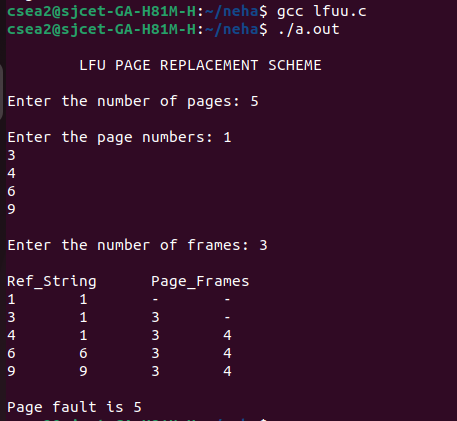 csea2@sjcet-GA-H81M-H:~/neha$ gcc lfuu.c
csea2@sjcet-GA-H81M-H:~/neha$ ./a.out
LFU PAGE REPLACEMENT SCHEME
Enter the number of pages: 5
Enter the page numbers: 1
3
4
6
9
Enter the number of frames: 3
Ref_String Page_Frames
1 1 - -
3 1 3 -
4 1 3 4
6 6 3 4
9 9 3 4
Page fault is 5